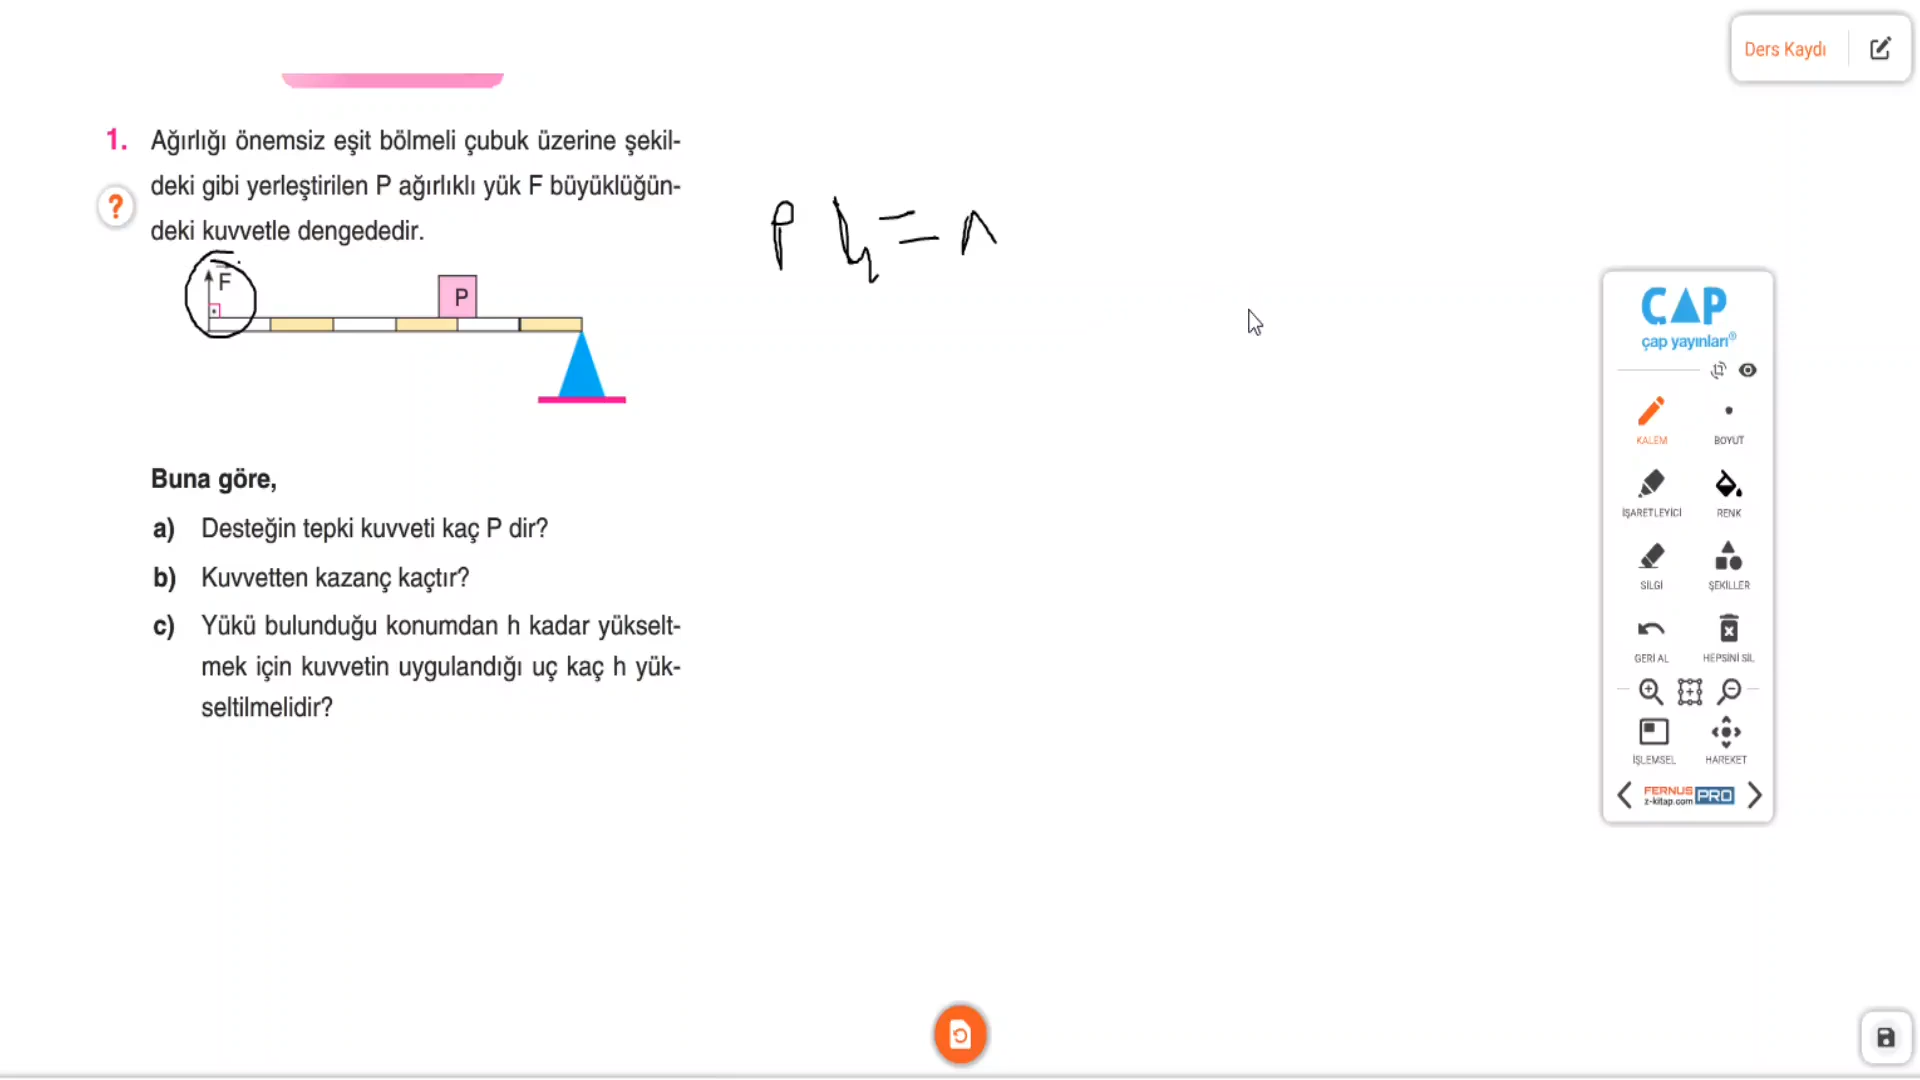 Ders Kaydı
1. Ağırlığı önemsiz eşit bölmeli çubuk üzerine şekil-
deki gibi yerleştirilen P ağırlıklı yük F büyüklüğün-
? deki kuvvetle dengededir.
P
F
P
Buna göre,
a) Desteğin tepki kuvveti kaç P dir?
b) Kuvvetten kazanç kaçtır?
c) Yükü bulunduğu konumdan h kadar yükselt-
mek için kuvvetin uygulandığı uç kaç h yük-
seltilmelidir?
ÇAP
çap yayınları®
KALEM BOYUT
İŞARETLEYİCİ RENK
SİLGİ ŞEKİLLER
GERİ AL HEPSİNİ SİL
İŞLEMSEL HAREKET
FERNUS PRO
z-kitap.com